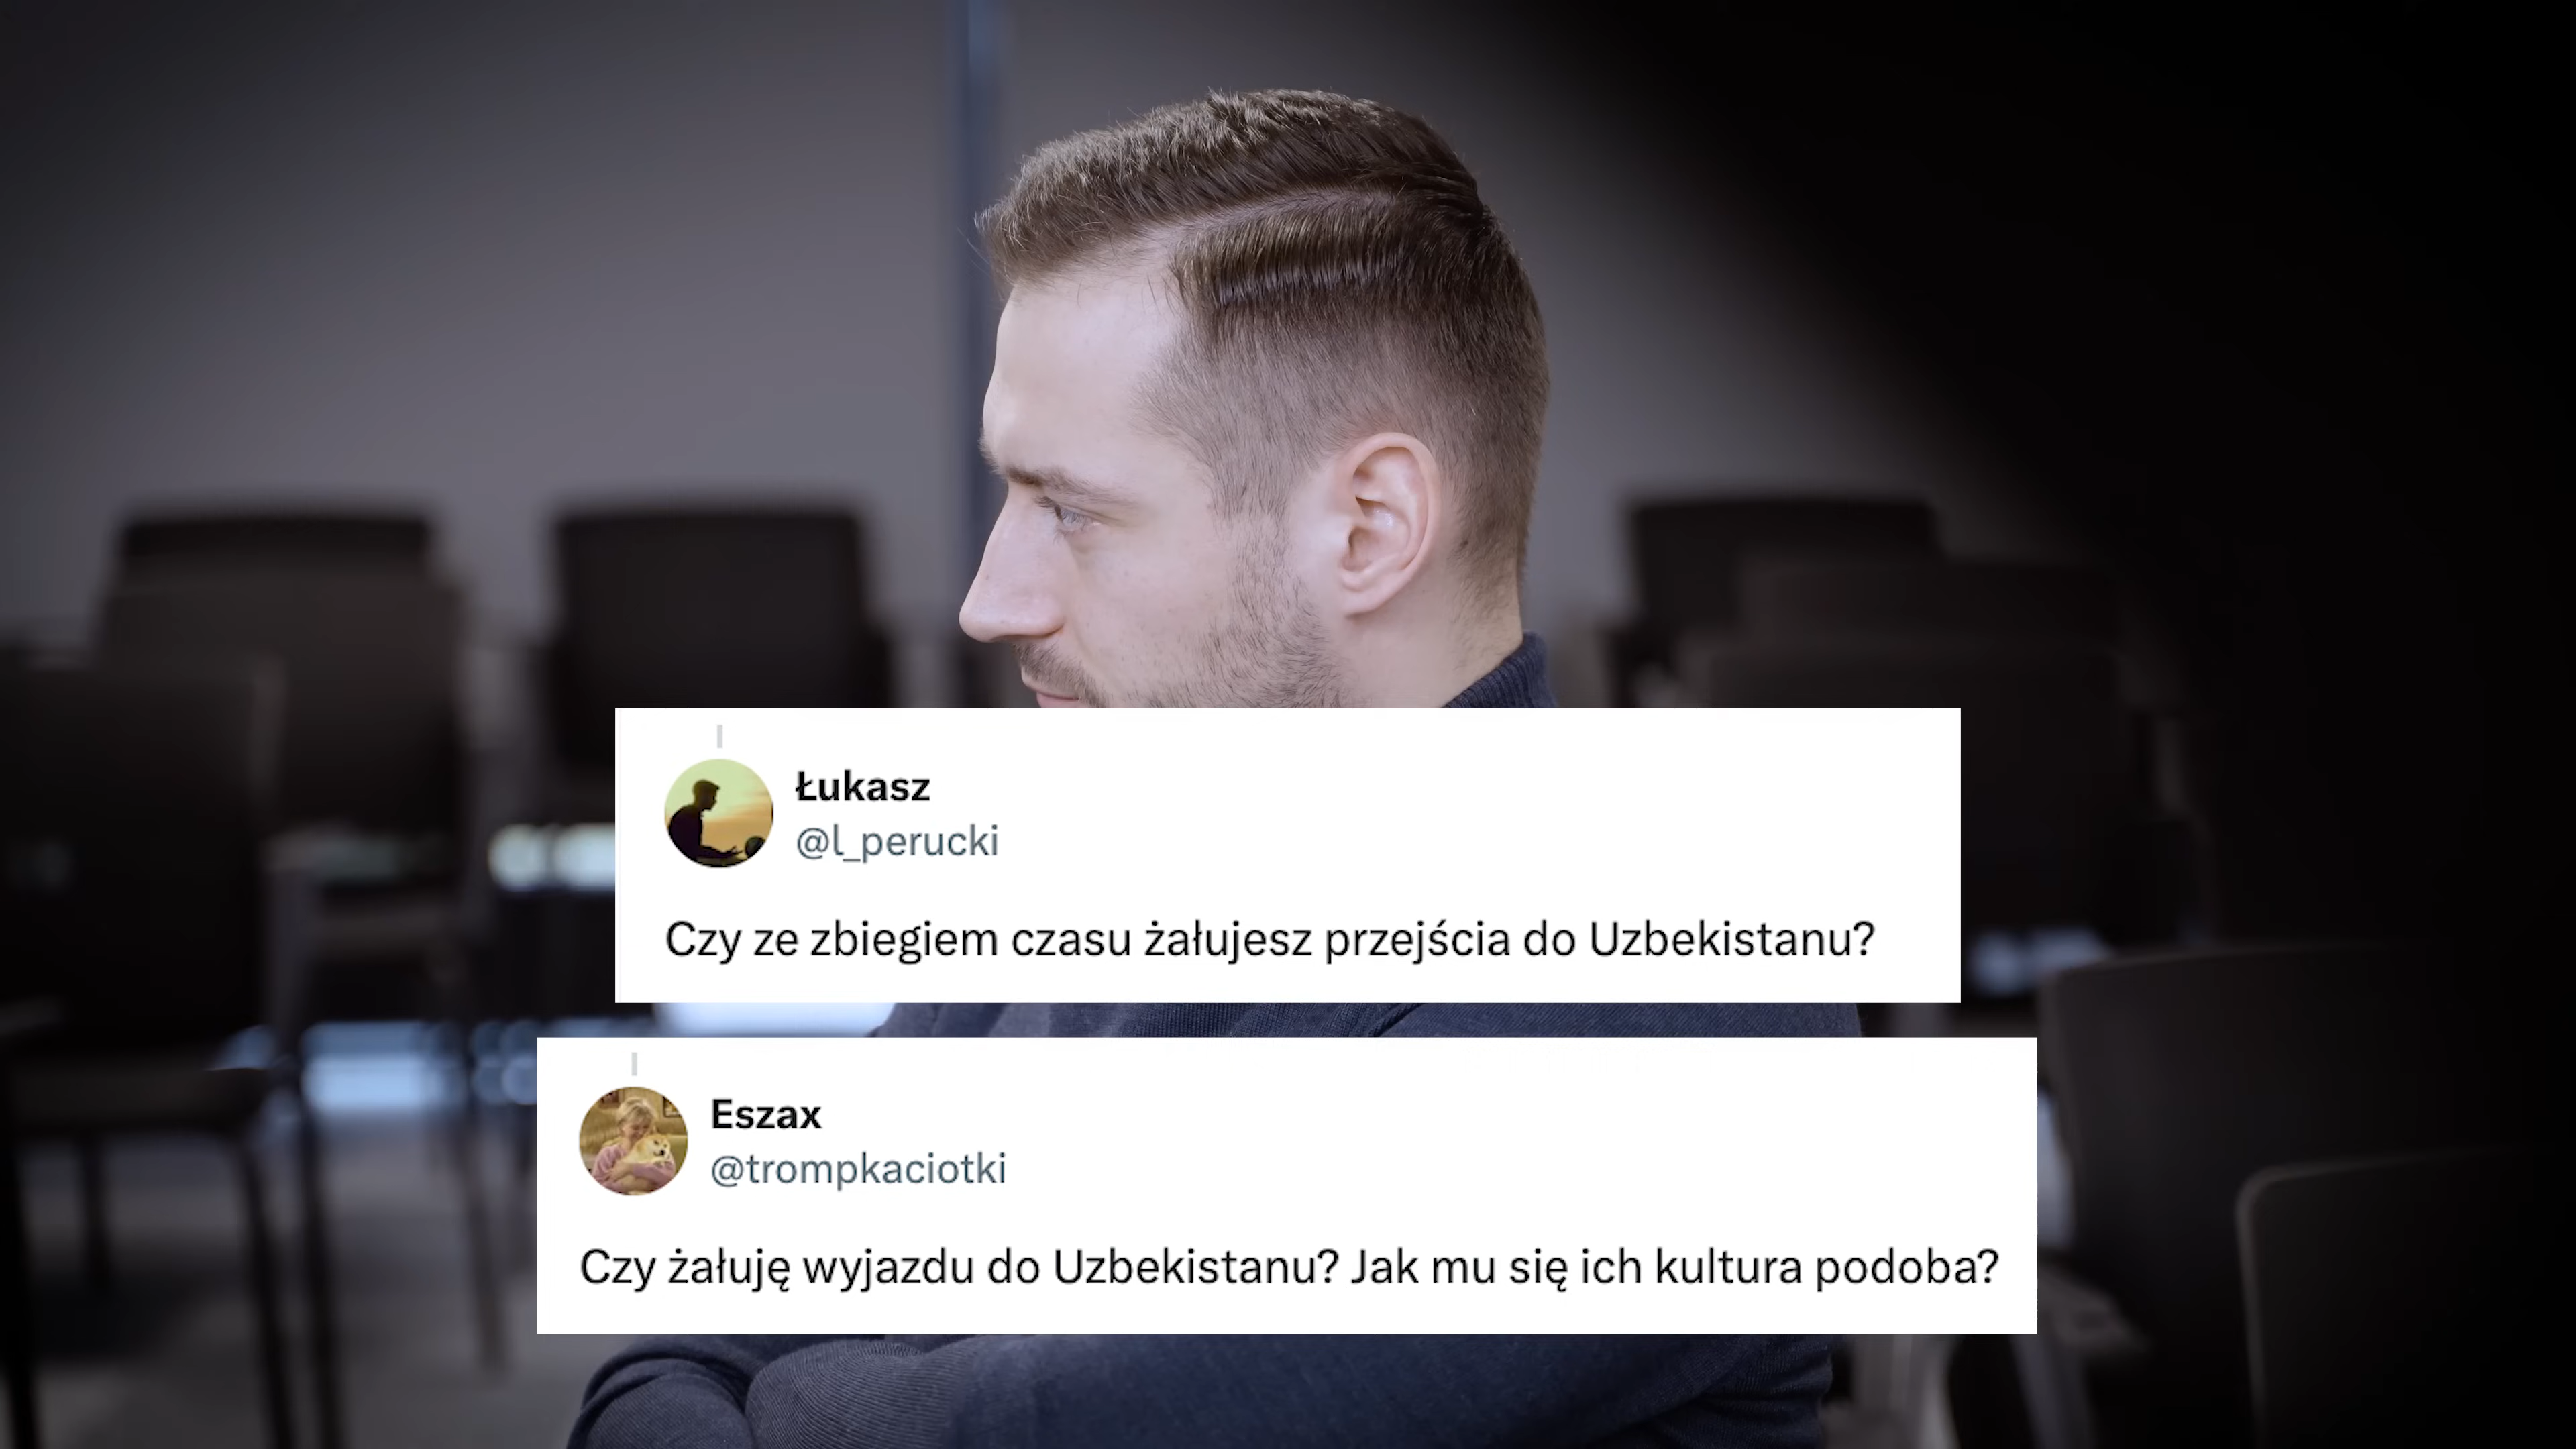 Łukasz
@l_perucki
Czy ze zbiegiem czasu żałujesz przejścia do Uzbekistanu?
Eszax
@trompkaciotki
Czy żałuję wyjazdu do Uzbekistanu? Jak mu się ich kultura podoba?